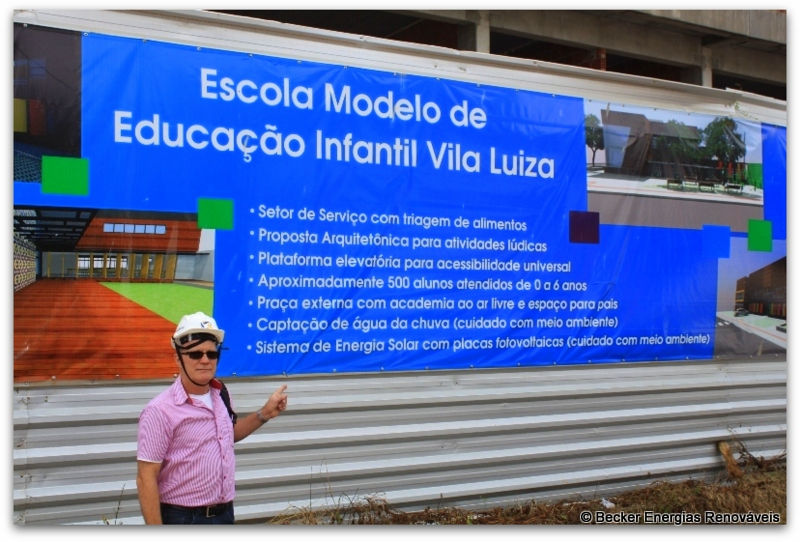 Escola Modelo de
Educação Infantil Vila Luiza
• Setor de Serviço com triagem de alimentos
• Proposta Arquitetônica para atividades lúdicas
• Plataforma elevatória para acessibilidade universal
• Aproximadamente 500 alunos atendidos de 0 a 6 anos
• Praça externa com academia ao ar livre e espaço para pais
• Captação de água da chuva (cuidado com meio ambiente)
• Sistema de Energia Solar com placas fotovoltaicas (cuidado com meio ambiente)
© Becker Energias Renováveis